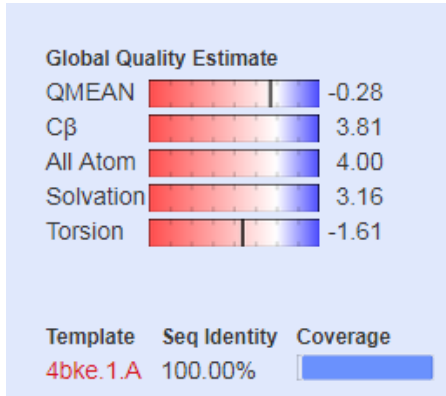 Global Quality Estimate
QMEAN -0.28
Cβ 3.81
All Atom 4.00
Solvation 3.16
Torsion -1.61
Template Seq Identity Coverage
4bke.1.A 100.00%